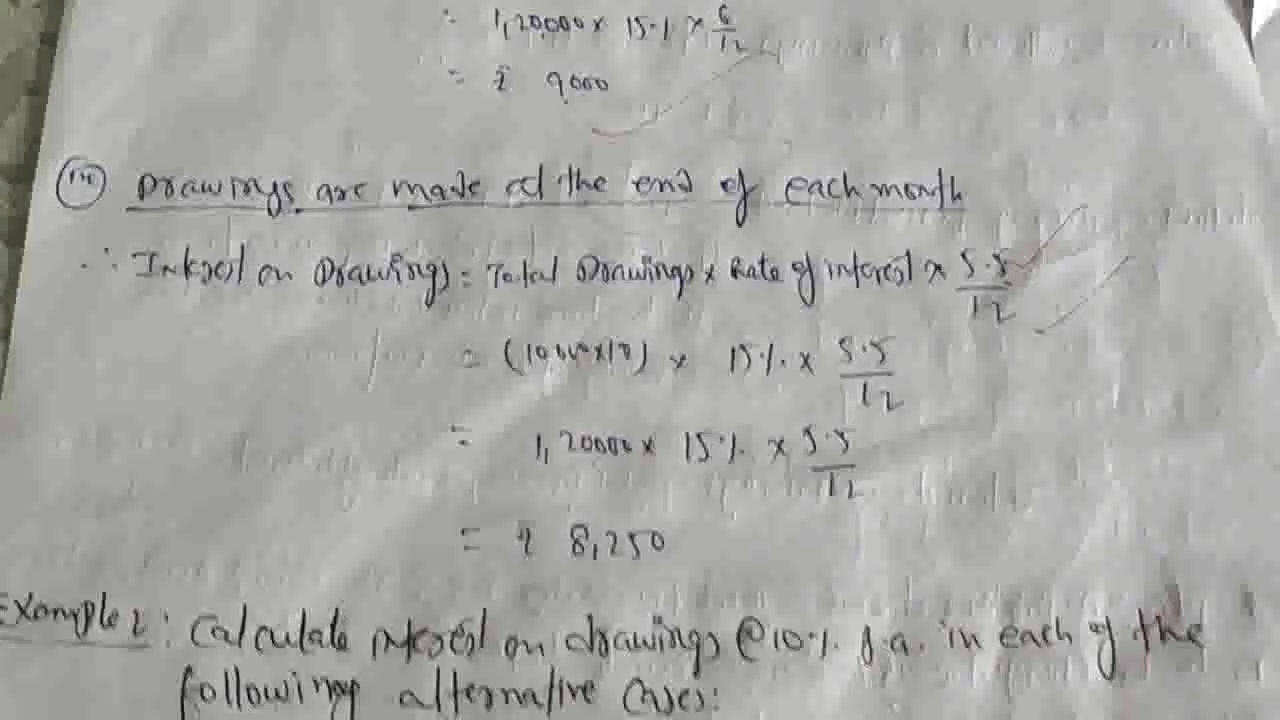 = 1,20,000 × 15% × 6/12
= ₹ 9000
Drawings are made at the end of each month
∴ Interest on Drawings = Total Drawings × Rate of interest × 5.5/12
= (10,000×12) × 15% × 5.5/12
= 1,20000 × 15% × 5.5/12
= ₹ 8,250
Example 2: Calculate interest on drawings @ 10% p.a. in each of the
following alternative cases: